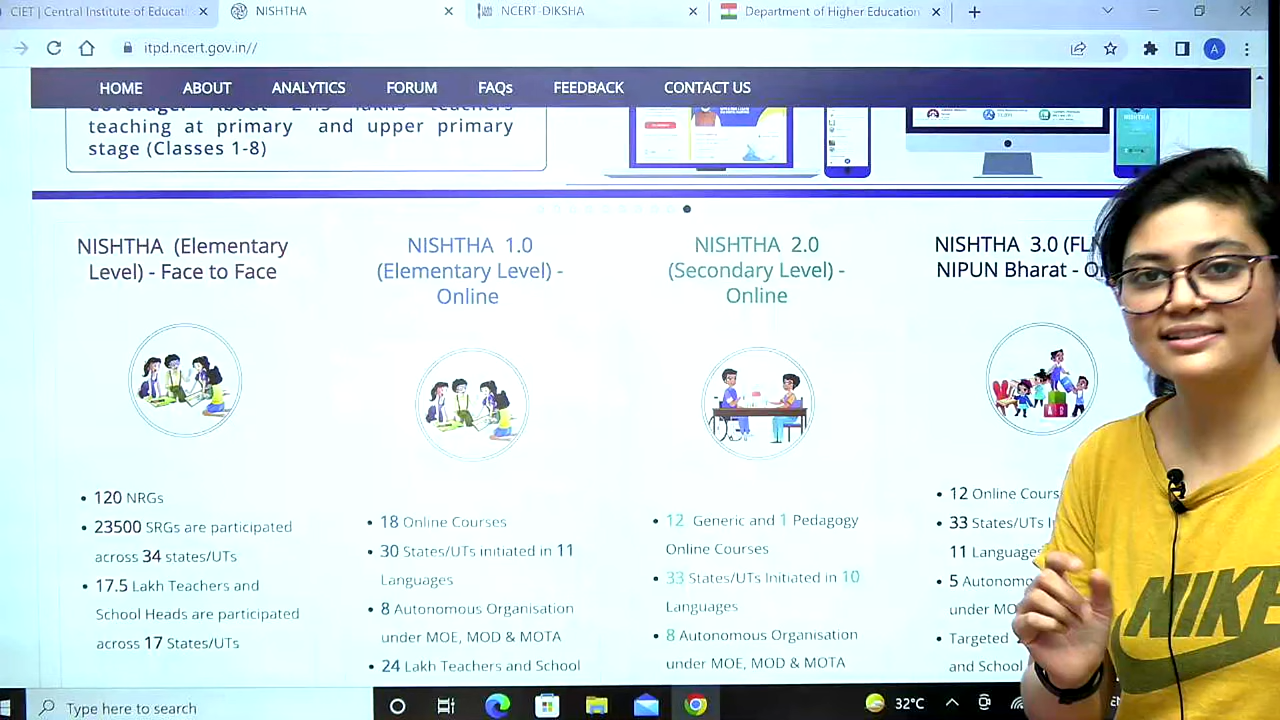 CIET | Central Institute of Educati
NISHTHA
NCERT-DIKSHA
Department of Higher Education
itpd.ncert.gov.in//
A
HOME
ABOUT
ANALYTICS
FORUM
FAQs
FEEDBACK
CONTACT US
teaching at primary and upper primary
stage (Classes 1-8)
NISHTHA (Elementary
Level) - Face to Face
120 NRGs
23500 SRGs are participated
across 34 states/UTs
17.5 Lakh Teachers and
School Heads are participated
across 17 States/UTs
NISHTHA 1.0
(Elementary Level) -
Online
18 Online Courses
30 States/UTs initiated in 11
Languages
8 Autonomous Organisation
under MOE, MOD & MOTA
24 Lakh Teachers and School
NISHTHA 2.0
(Secondary Level) -
Online
12 Generic and 1 Pedagogy
Online Courses
33 States/UTs Initiated in 10
Languages
8 Autonomous Organisation
under MOE, MOD & MOTA
NISHTHA 3.0 (FL
NIPUN Bharat - O
12 Online Cours
33 States/UTs I
11 Languages
5 Autonomo
under MO
Targeted
and School
NIKE
Type here to search
32°C